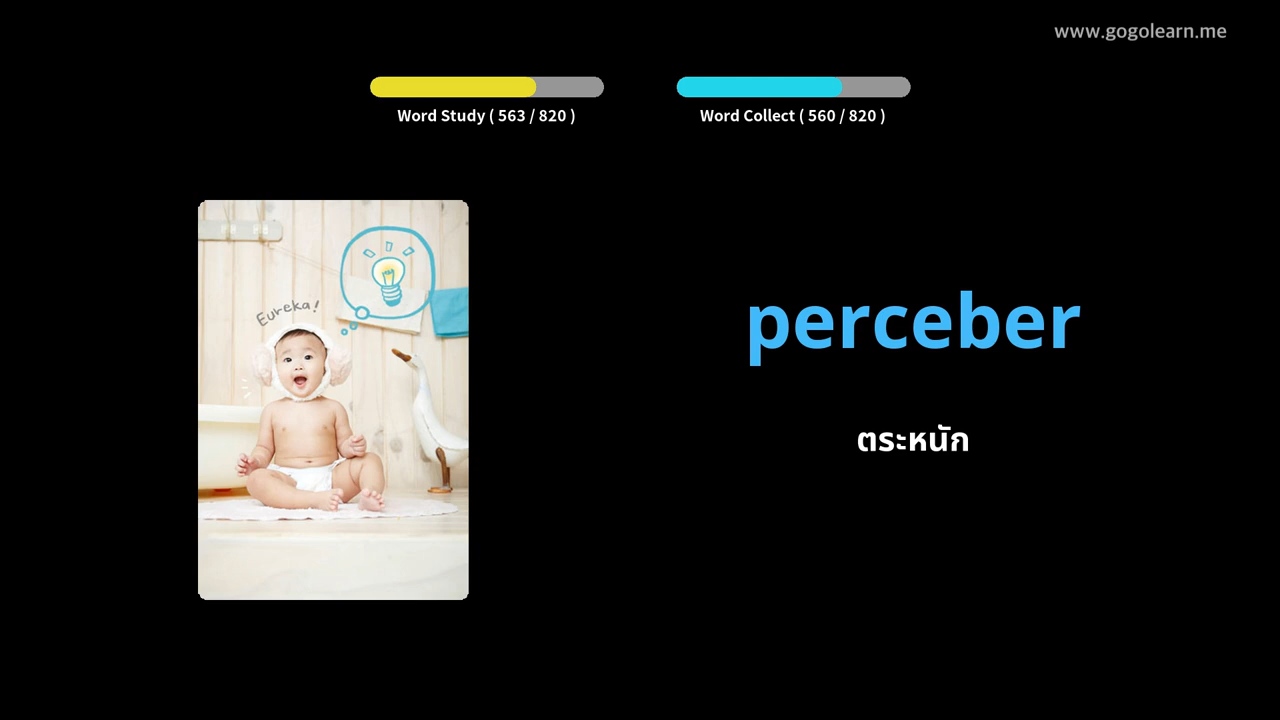 www.gogolearn.me
Word Study ( 563 / 820 )
Word Collect ( 560 / 820 )
Eureka!
perceber
ตระหนัก